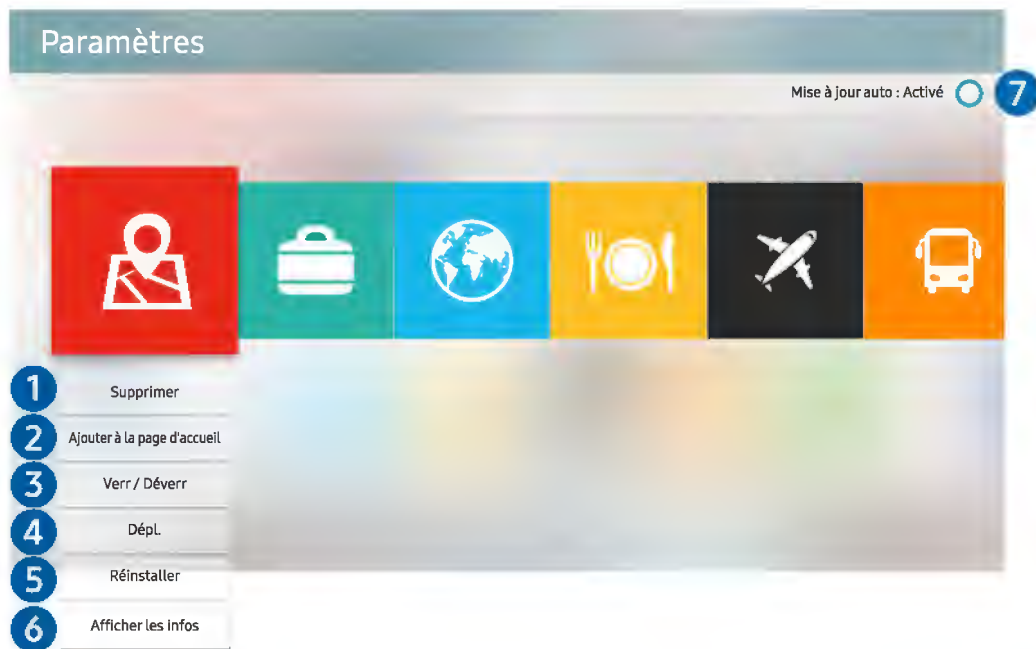 Paramètres
Mise à jour auto : Activé 7
1 Supprimer
2 Ajouter à la page d'accueil
3 Verr / Déverr
4 Dépl.
5 Réinstaller
6 Afficher les infos